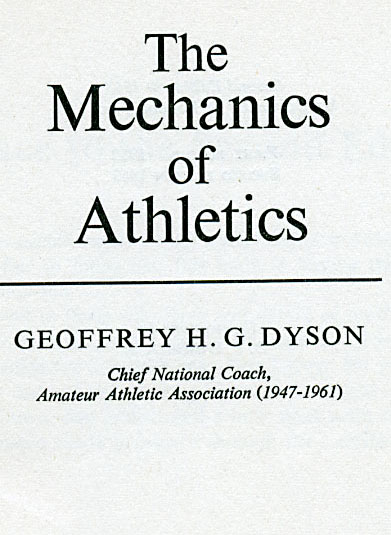 The
Mechanics
of
Athletics
GEOFFREY H. G. DYSON
Chief National Coach,
Amateur Athletic Association (1947-1961)